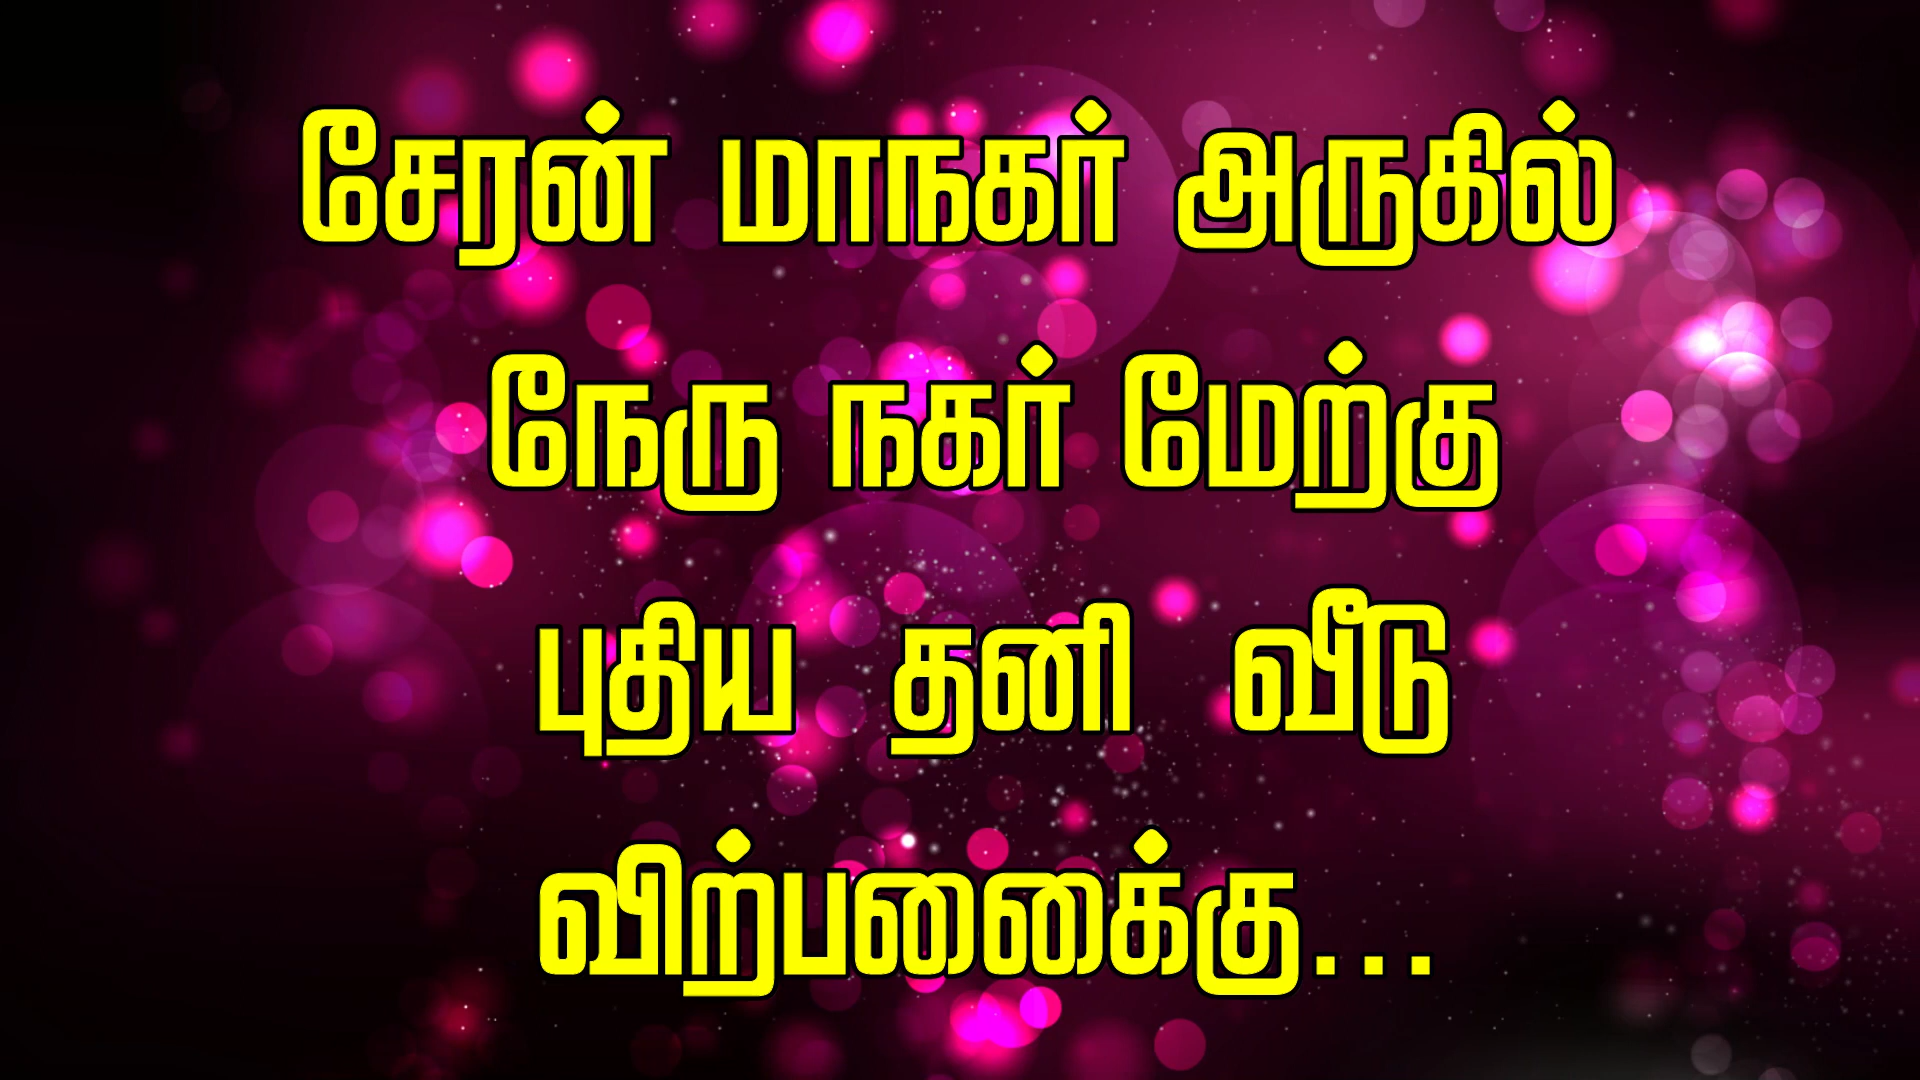 சேரன் மாநகர் அருகில்
நேரு நகர் மேற்கு
புதிய தனி வீடு
விற்பனைக்கு...